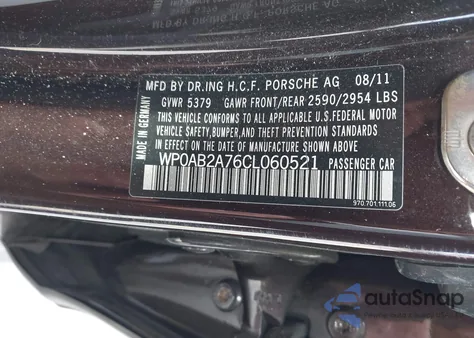 MFD BY DR.ING H.C.F. PORSCHE AG 08/11
GVWR 5379 GAWR FRONT/REAR 2590/2954 LBS
THIS VEHICLE CONFORMS TO ALL APPLICABLE U.S.FEDERAL MOTOR
VEHICLE SAFETY,BUMPER,AND THEFT PREVENTION STANDARDS
IN EFFECT ON THE DATE OF MANUFACTURE SHOWN ABOVE
WP0AB2A76CL060521 PASSENGER CAR
MADE IN GERMANY
970.701.111.06
autoSnap